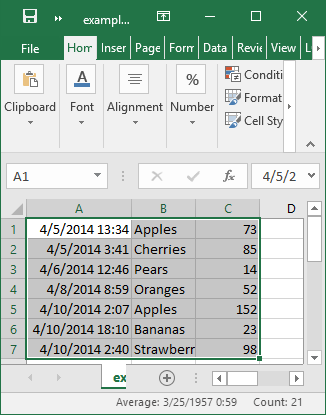 example...
File Hom Inser Page Form Data Revie View L
Clipboard Font Alignment Number Conditi
Format
Cell Sty
%
A1 fx 4/5/2
A B C D
1 4/5/2014 13:34 Apples 73
2 4/5/2014 3:41 Cherries 85
3 4/6/2014 12:46 Pears 14
4 4/8/2014 8:59 Oranges 52
5 4/10/2014 2:07 Apples 152
6 4/10/2014 18:10 Bananas 23
7 4/10/2014 2:40 Strawberr 98
ex
Average: 3/25/1957 0:59 Count: 21